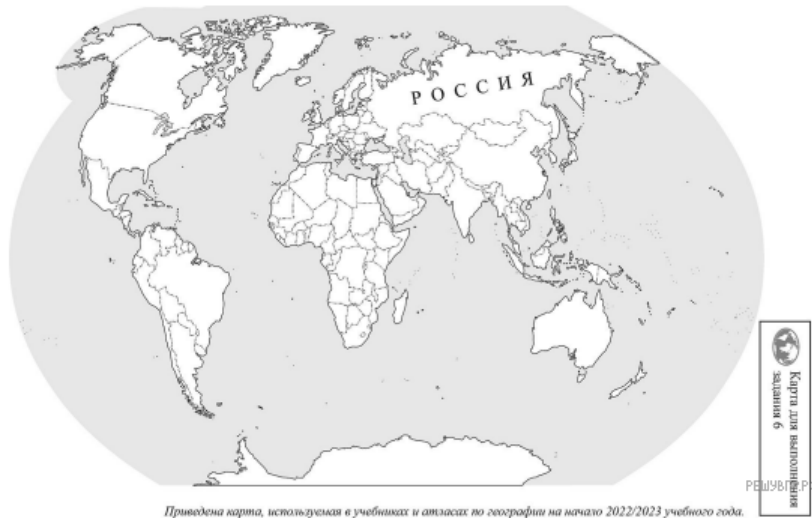 РОССИЯ
Карта для выполнения
задания 6
РЕШУВПР.Р
Приведена карта, используемая в учебниках и атласах по географии на начало 2022/2023 учебного года.